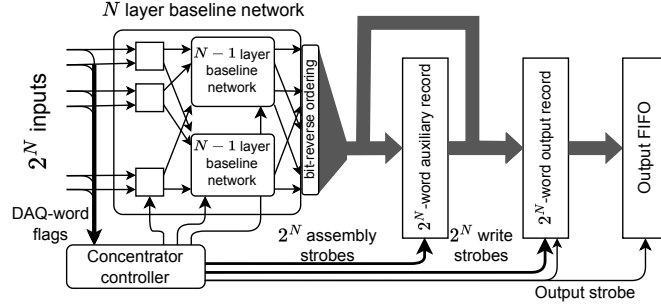 N layer baseline network
2^N inputs
N − 1 layer
baseline
network
N − 1 layer
baseline
network
bit-reverse ordering
2^N-word auxiliary record
2^N-word output record
Output FIFO
DAQ-word
flags
Concentrator
controller
2^N assembly
strobes
2^N write
strobes
Output strobe